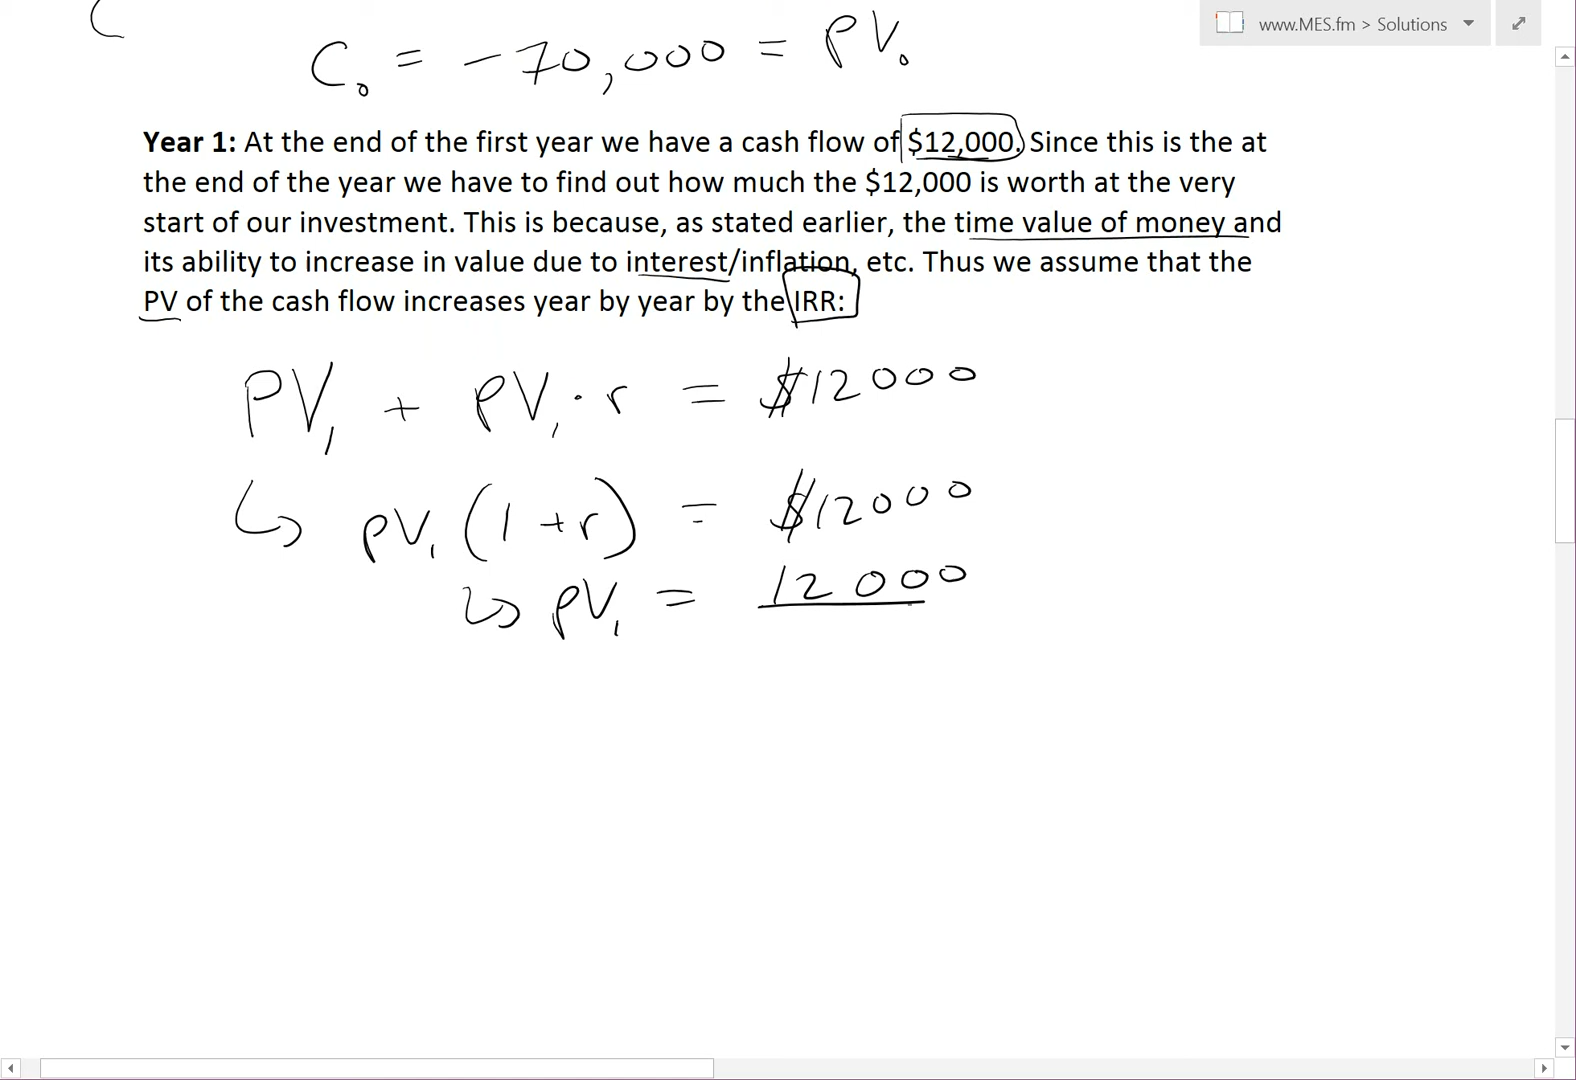 www.MES.fm > Solutions
C₀ = -70,000 = PV₀
Year 1: At the end of the first year we have a cash flow of $12,000. Since this is the at
the end of the year we have to find out how much the $12,000 is worth at the very
start of our investment. This is because, as stated earlier, the time value of money and
its ability to increase in value due to interest/inflation, etc. Thus we assume that the
PV of the cash flow increases year by year by the IRR:
PV₁ + PV₁ · r = $12000
↳ PV₁ (1 + r) = $12000
↳ PV₁ = 12000